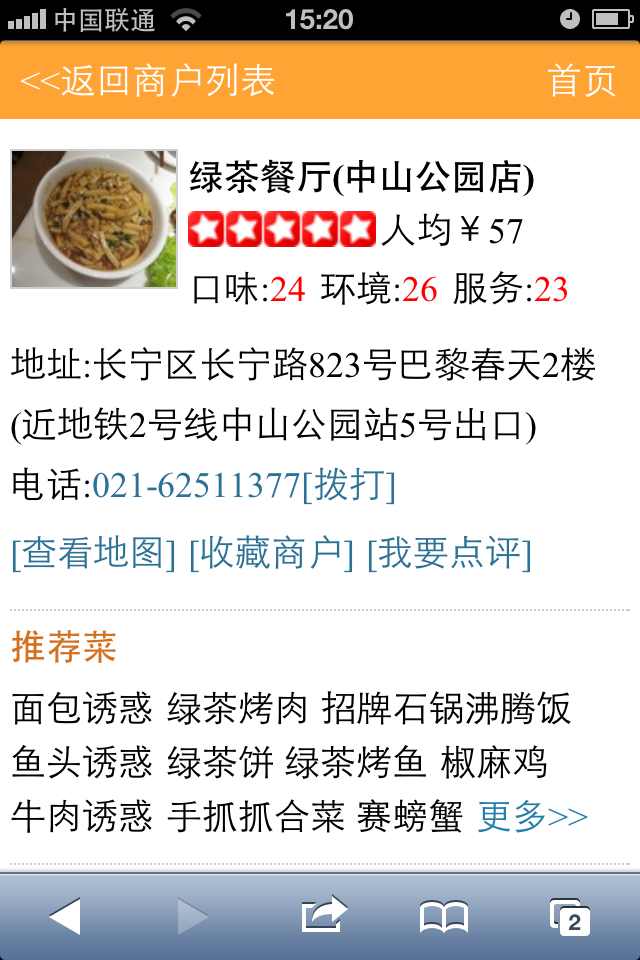 中国联通 15:20
<<返回商户列表 首页
绿茶餐厅(中山公园店)
人均￥57
口味:24 环境:26 服务:23
地址:长宁区长宁路823号巴黎春天2楼
(近地铁2号线中山公园站5号出口)
电话:021-62511377[拨打]
[查看地图] [收藏商户] [我要点评]
推荐菜
面包诱惑 绿茶烤肉 招牌石锅沸腾饭
鱼头诱惑 绿茶饼 绿茶烤鱼 椒麻鸡
牛肉诱惑 手抓抓合菜 赛螃蟹 更多>>
2